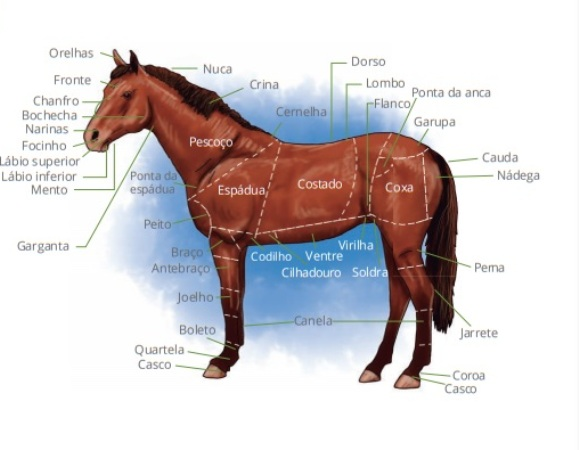 Orelhas
Nuca
Dorso
Fronte
Crina
Lombo
Ponta da anca
Chanfro
Flanco
Bochecha
Cernelha
Garupa
Narinas
Focinho
Pescoço
Lábio superior
Cauda
Lábio inferior
Nádega
Mento
Ponta da
espádua
Espádua
Costado
Coxa
Peito
Garganta
Virilha
Braço
Codilho
Ventre
Antebraço
Cilhadouro
Soldra
Perna
Joelho
Canela
Boleto
Jarrete
Quartela
Casco
Coroa
Casco